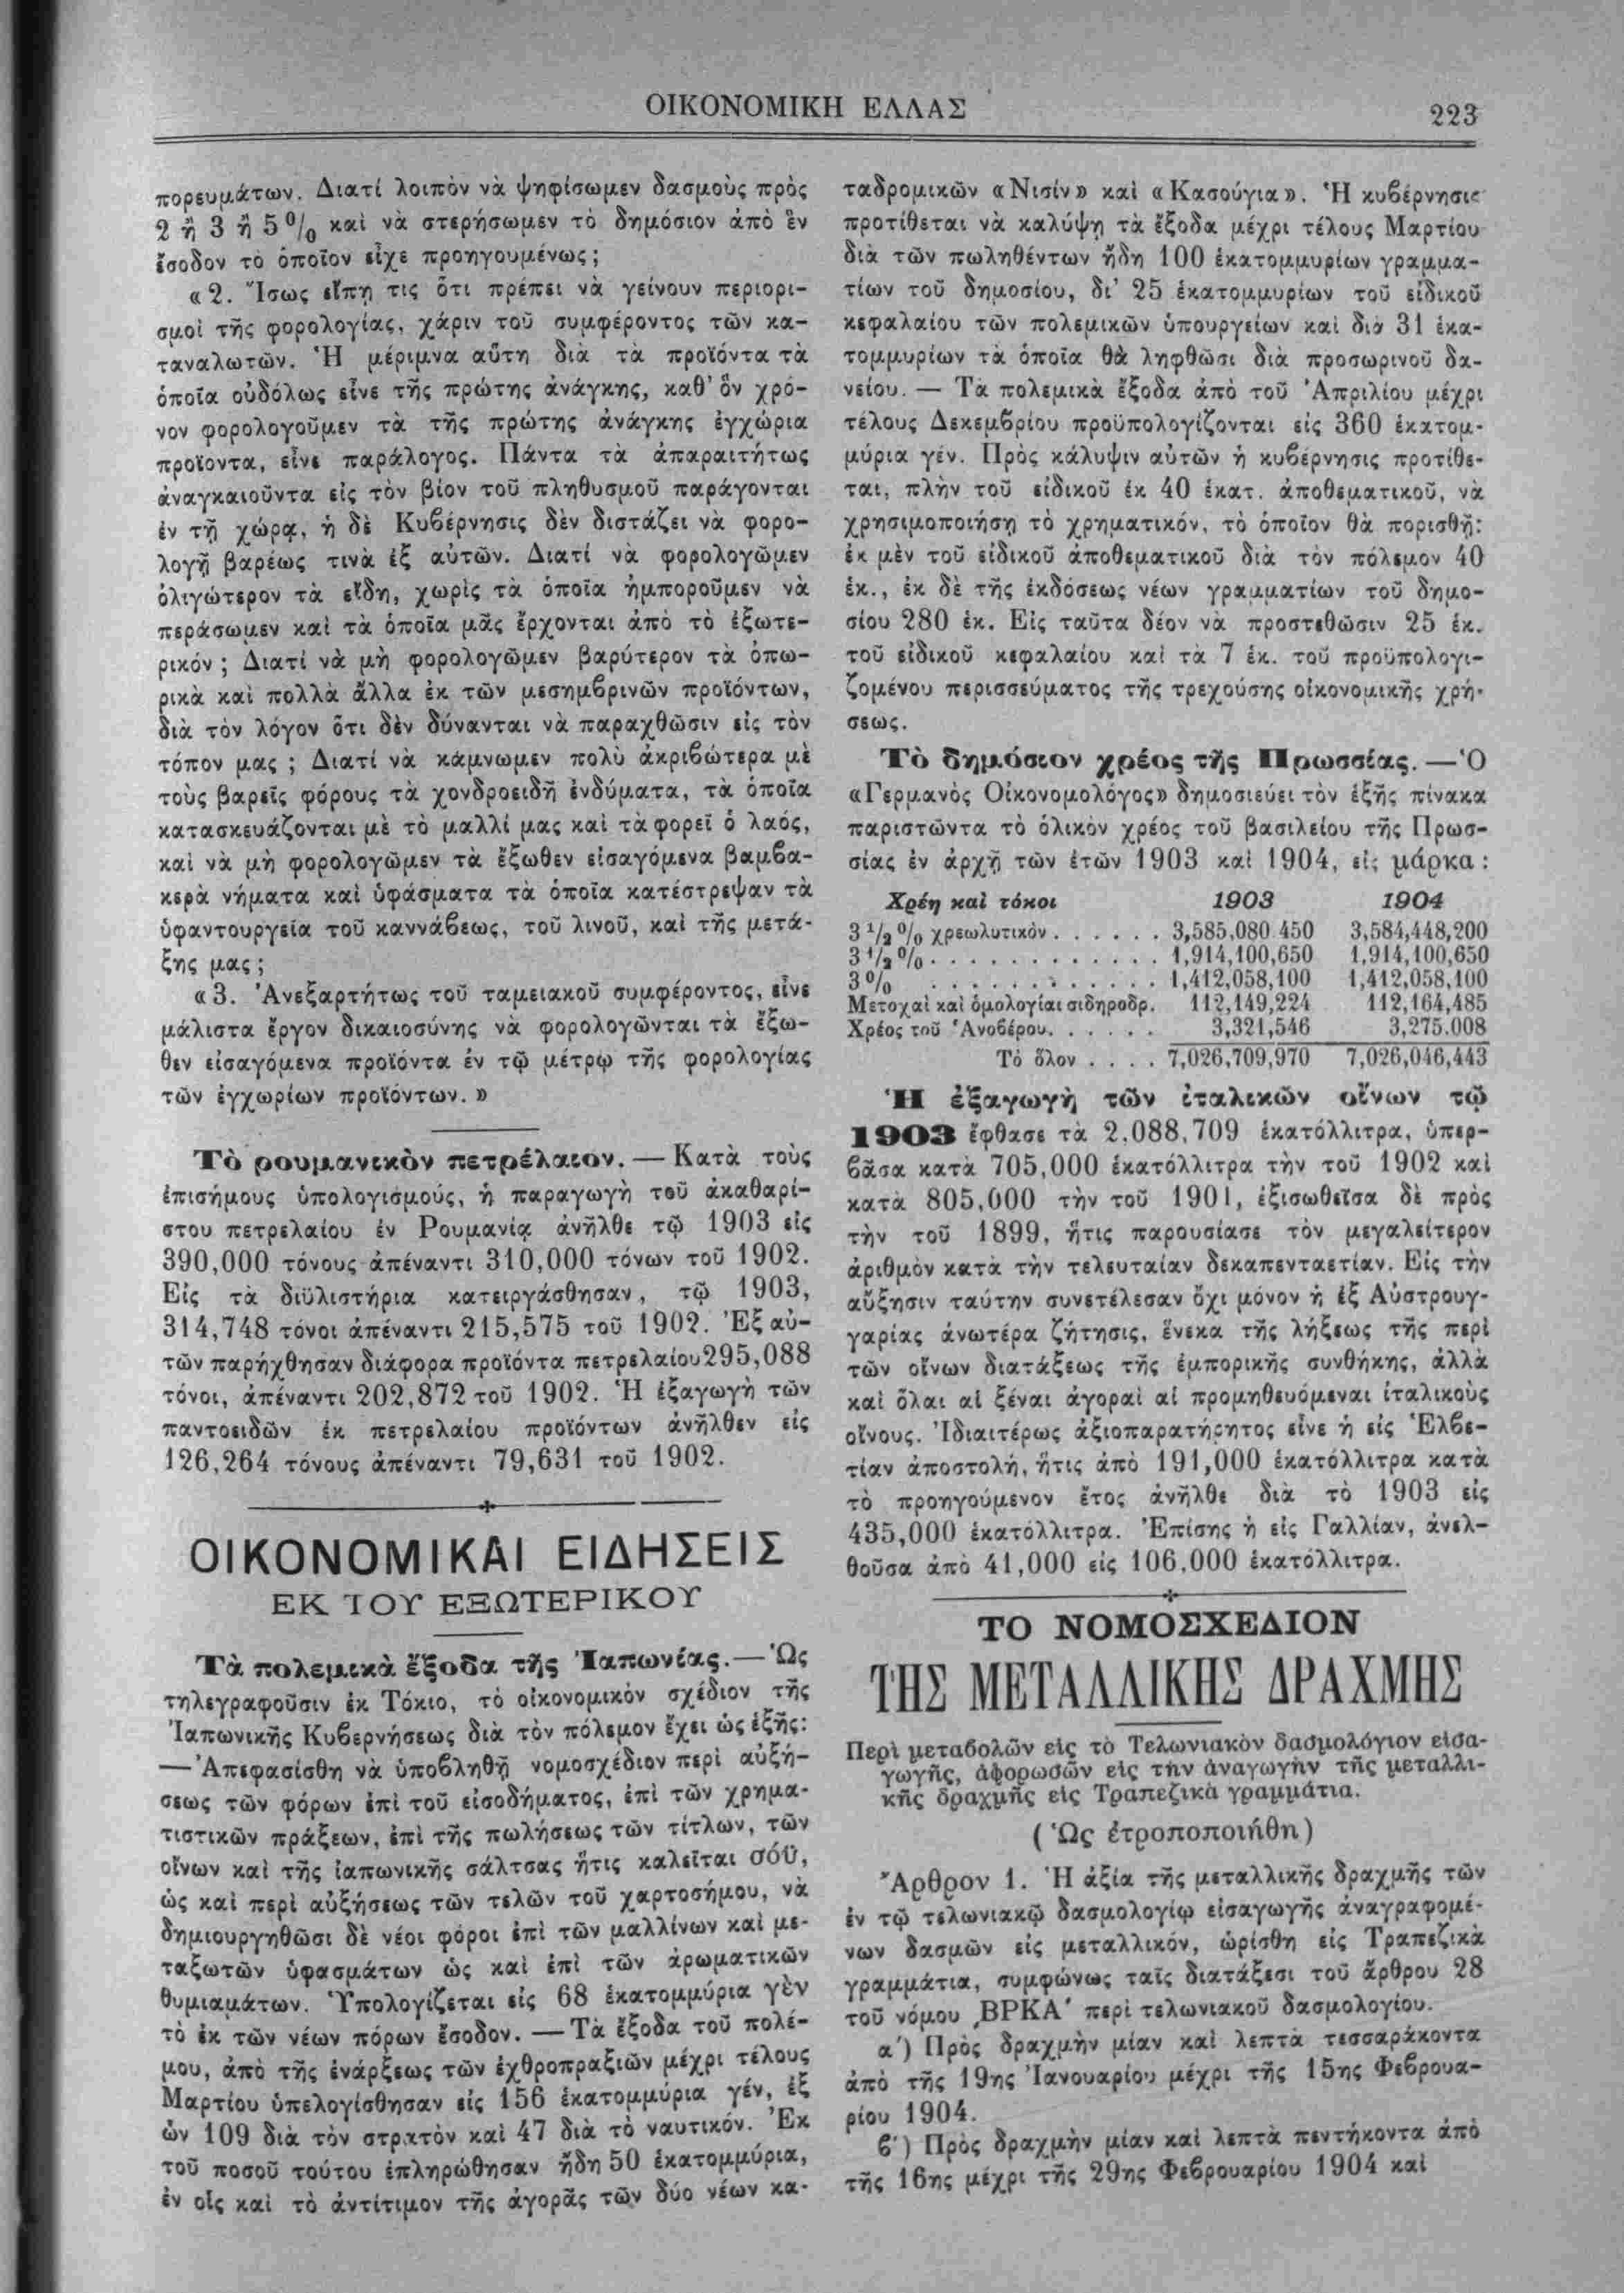 ΟΙΚΟΝΟΜΙΚΗ ΕΛΛΑΣ
223
πορευμάτων. Διατί λοιπὸν νὰ ψηφίσωμεν δασμοὺς πρὸς
2 ἢ 3 ἢ 5 % καὶ νὰ στερήσωμεν τὸ δημόσιον ἀπὸ ἓν
ἔσοδον τὸ ὁποῖον εἶχε προηγουμένως;
«2. Ἴσως εἴπῃ τις ὅτι πρέπει νὰ γείνουν περιορι-
σμοὶ τῆς φορολογίας, χάριν τοῦ συμφέροντος τῶν κα-
ταναλωτῶν. Ἡ μέριμνα αὕτη διὰ τὰ προϊόντα τὰ
ὁποῖα οὐδόλως εἶνε τῆς πρώτης ἀνάγκης, καθ' ὃν χρό-
νον φορολογοῦμεν τὰ τῆς πρώτης ἀνάγκης ἐγχώρια
προϊοντα, εἶνε παράλογος. Πάντα τὰ ἀπαραιτήτως
ἀναγκαιοῦντα εἰς τὸν βίον τοῦ πληθυσμοῦ παράγονται
ἐν τῇ χώρᾳ, ἡ δὲ Κυβέρνησις δὲν διστάζει νὰ φορο-
λογῇ βαρέως τινὰ ἐξ αὐτῶν. Διατί νὰ φορολογῶμεν
ὀλιγώτερον τὰ εἴδη, χωρὶς τὰ ὁποῖα ἠμποροῦμεν νὰ
περάσωμεν καὶ τὰ ὁποῖα μᾶς ἔρχονται ἀπὸ τὸ ἐξωτε-
ρικόν; Διατί νὰ μὴ φορολογῶμεν βαρύτερον τὰ ὀπω-
ρικὰ καὶ πολλὰ ἄλλα ἐκ τῶν μεσημβρινῶν προϊόντων,
διὰ τὸν λόγον ὅτι δὲν δύνανται νὰ παραχθῶσιν εἰς τὸν
τόπον μας; Διατί νὰ κάμνωμεν πολὺ ἀκριβώτερα μὲ
τοὺς βαρεῖς φόρους τὰ χονδροειδῆ ἐνδύματα, τὰ ὁποῖα
κατασκευάζονται μὲ τὸ μαλλί μας καὶ τὰ φορεῖ ὁ λαός,
καὶ νὰ μὴ φορολογῶμεν τὰ ἔξωθεν εἰσαγόμενα βαμβα-
κερὰ νήματα καὶ ὑφάσματα τὰ ὁποῖα κατέστρεψαν τὰ
ὑφαντουργεία τοῦ καννάβεως, τοῦ λινοῦ, καὶ τῆς μετά-
ξης μας;
«3. Ἀνεξαρτήτως τοῦ ταμειακοῦ συμφέροντος, εἶνε
μάλιστα ἔργον δικαιοσύνης νὰ φορολογῶνται τὰ ἔξω-
θεν εἰσαγόμενα προϊόντα ἐν τῷ μέτρῳ τῆς φορολογίας
τῶν ἐγχωρίων προϊόντων.»
Τὸ ρουμανικὸν πετρέλαιον. — Κατὰ τοὺς
ἐπισήμους ὑπολογισμούς, ἡ παραγωγὴ τοῦ ἀκαθαρί-
στου πετρελαίου ἐν Ρουμανίᾳ ἀνῆλθε τῷ 1903 εἰς
390,000 τόνους ἀπέναντι 310,000 τόνων τοῦ 1902.
Εἰς τὰ διϋλιστήρια κατειργάσθησαν, τῷ 1903,
314,748 τόνοι ἀπέναντι 215,575 τοῦ 1902. Ἐξ αὐ-
τῶν παρήχθησαν διάφορα προϊόντα πετρελαίου 295,088
τόνοι, ἀπέναντι 202,872 τοῦ 1902. Ἡ ἐξαγωγὴ τῶν
παντοειδῶν ἐκ πετρελαίου προϊόντων ἀνῆλθεν εἰς
126,264 τόνους ἀπέναντι 79,631 τοῦ 1902.
ΟΙΚΟΝΟΜΙΚΑΙ ΕΙΔΗΣΕΙΣ
ΕΚ ΤΟΥ ΕΞΩΤΕΡΙΚΟΥ
Τὰ πολεμικὰ ἔξοδα τῆς Ἰαπωνίας.— Ὡς
τηλεγραφοῦσιν ἐκ Τόκιο, τὸ οἰκονομικὸν σχέδιον τῆς
Ἰαπωνικῆς Κυβερνήσεως διὰ τὸν πόλεμον ἔχει ὡς ἑξῆς:
— Ἀπεφασίσθη νὰ ὑποβληθῇ νομοσχέδιον περὶ αὐξή-
σεως τῶν φόρων ἐπὶ τοῦ εἰσοδήματος, ἐπὶ τῶν χρημα-
τιστικῶν πράξεων, ἐπὶ τῆς πωλήσεως τῶν τίτλων, τῶν
οἴνων καὶ τῆς ἰαπωνικῆς σάλτσας ἥτις καλεῖται σόϋ,
ὡς καὶ περὶ αὐξήσεως τῶν τελῶν τοῦ χαρτοσήμου, νὰ
δημιουργηθῶσι δὲ νέοι φόροι ἐπὶ τῶν μαλλίνων καὶ με-
ταξωτῶν ὑφασμάτων ὡς καὶ ἐπὶ τῶν ἀρωματικῶν
θυμιαμάτων. Ὑπολογίζεται εἰς 68 ἑκατομμύρια γὲν
τὸ ἐκ τῶν νέων πόρων ἔσοδον. — Τὰ ἔξοδα τοῦ πολέ-
μου, ἀπὸ τῆς ἐνάρξεως τῶν ἐχθροπραξιῶν μέχρι τέλους
Μαρτίου ὑπελογίσθησαν εἰς 156 ἑκατομμύρια γέν, ἐξ
ὧν 109 διὰ τὸν στρατὸν καὶ 47 διὰ τὸ ναυτικόν. Ἐκ
τοῦ ποσοῦ τούτου ἐπληρώθησαν ἤδη 50 ἑκατομμύρια,
ἐν οἷς καὶ τὸ ἀντίτιμον τῆς ἀγορᾶς τῶν δύο νέων κα-
ταδρομικῶν «Νισίν» καὶ «Κασούγια». Ἡ κυβέρνησις
προτίθεται νὰ καλύψῃ τὰ ἔξοδα μέχρι τέλους Μαρτίου
διὰ τῶν πωληθέντων ἤδη 100 ἑκατομμυρίων γραμμα-
τίων τοῦ δημοσίου, δι' 25 ἑκατομμυρίων τοῦ εἰδικοῦ
κεφαλαίου τῶν πολεμικῶν ὑπουργείων καὶ διὰ 31 ἑκα-
τομμυρίων τὰ ὁποῖα θὰ ληφθῶσι διὰ προσωρινοῦ δα-
νείου. — Τὰ πολεμικὰ ἔξοδα ἀπὸ τοῦ Ἀπριλίου μέχρι
τέλους Δεκεμβρίου προϋπολογίζονται εἰς 360 ἑκατομ-
μύρια γέν. Πρὸς κάλυψιν αὐτῶν ἡ κυβέρνησις προτίθε-
ται, πλὴν τοῦ εἰδικοῦ ἐκ 40 ἑκατ. ἀποθεματικοῦ, νὰ
χρησιμοποιήσῃ τὸ χρηματικόν, τὸ ὁποῖον θὰ πορισθῇ:
ἐκ μὲν τοῦ εἰδικοῦ ἀποθεματικοῦ διὰ τὸν πόλεμον 40
ἑκ., ἐκ δὲ τῆς ἐκδόσεως νέων γραμματίων τοῦ δημο-
σίου 280 ἑκ. Εἰς ταῦτα δέον νὰ προστεθῶσιν 25 ἑκ.
τοῦ εἰδικοῦ κεφαλαίου καὶ τὰ 7 ἑκ. τοῦ προϋπολογι-
ζομένου περισσεύματος τῆς τρεχούσης οἰκονομικῆς χρή-
σεως.
Τὸ δημόσιον χρέος τῆς Πρωσσίας. — Ὁ
«Γερμανὸς Οἰκονομολόγος» δημοσιεύει τὸν ἑξῆς πίνακα
παριστῶντα τὸ ὁλικὸν χρέος τοῦ βασιλείου τῆς Πρωσ-
σίας ἐν ἀρχῇ τῶν ἐτῶν 1903 καὶ 1904, εἰς μάρκα:
Χρέη καὶ τόκοι 1903 1904
3 1/2 % χρεωλυτικὸν . . . . . . 3,585,080 450 3,584,448,200
3 1/2 % . . . . . . . . . . . . 1,914,100,650 1,914,100,650
3 % . . . . . . . . . . . . 1,412,058,100 1,412,058,100
Μετοχαὶ καὶ ὁμολογίαι σιδηροδρ. 112,149,224 112,164,485
Χρέος τοῦ Ἀνοβέρου. . . . . . 3,321,546 3,275.008
Τὸ ὅλον . . . . 7,026,709,970 7,026,046,443
Ἡ ἐξαγωγὴ τῶν ἰταλικῶν οἴνων τῷ
1903 ἔφθασε τὰ 2,088,709 ἑκατόλλιτρα, ὑπερ-
βᾶσα κατὰ 705,000 ἑκατόλλιτρα τὴν τοῦ 1902 καὶ
κατὰ 805,000 τὴν τοῦ 1901, ἐξισωθεῖσα δὲ πρὸς
τὴν τοῦ 1899, ἥτις παρουσίασε τὸν μεγαλείτερον
ἀριθμὸν κατὰ τὴν τελευταίαν δεκαπενταετίαν. Εἰς τὴν
αὔξησιν ταύτην συνετέλεσαν ὄχι μόνον ἡ ἐξ Αὐστρουγ-
γαρίας ἀνωτέρα ζήτησις, ἕνεκα τῆς λήξεως τῆς περὶ
τῶν οἴνων διατάξεως τῆς ἐμπορικῆς συνθήκης, ἀλλὰ
καὶ ὅλαι αἱ ξέναι ἀγοραὶ αἱ προμηθευόμεναι ἰταλικοὺς
οἴνους. Ἰδιαιτέρως ἀξιοπαρατήρητος εἶνε ἡ εἰς Ἑλβε-
τίαν ἀποστολή, ἥτις ἀπὸ 191,000 ἑκατόλλιτρα κατὰ
τὸ προηγούμενον ἔτος ἀνῆλθε διὰ τὸ 1903 εἰς
435,000 ἑκατόλλιτρα. Ἐπίσης ἡ εἰς Γαλλίαν, ἀνελ-
θοῦσα ἀπὸ 41,000 εἰς 106,000 ἑκατόλλιτρα.
ΤΟ ΝΟΜΟΣΧΕΔΙΟΝ
ΤΗΣ ΜΕΤΑΛΛΙΚΗΣ ΔΡΑΧΜΗΣ
Περὶ μεταβολῶν εἰς τὸ Τελωνιακὸν δασμολόγιον εἰσα-
γωγῆς, ἀφορωσῶν εἰς τὴν ἀναγωγὴν τῆς μεταλλι-
κῆς δραχμῆς εἰς Τραπεζικὰ γραμμάτια.
(Ὡς ἐτροποποιήθη)
Ἄρθρον 1. Ἡ ἀξία τῆς μεταλλικῆς δραχμῆς τῶν
ἐν τῷ τελωνιακῷ δασμολογίῳ εἰσαγωγῆς ἀναγραφομέ-
νων δασμῶν εἰς μεταλλικόν, ὡρίσθη εἰς Τραπεζικὰ
γραμμάτια, συμφώνως ταῖς διατάξεσι τοῦ ἄρθρου 28
τοῦ νόμου ͵ΒΡΚΑ' περὶ τελωνιακοῦ δασμολογίου.
α') Πρὸς δραχμὴν μίαν καὶ λεπτὰ τεσσαράκοντα
ἀπὸ τῆς 19ης Ἰανουαρίου μέχρι τῆς 15ης Φεβρουα-
ρίου 1904.
β') Πρὸς δραχμὴν μίαν καὶ λεπτὰ πεντήκοντα ἀπὸ
τῆς 16ης μέχρι τῆς 29ης Φεβρουαρίου 1904 καὶ